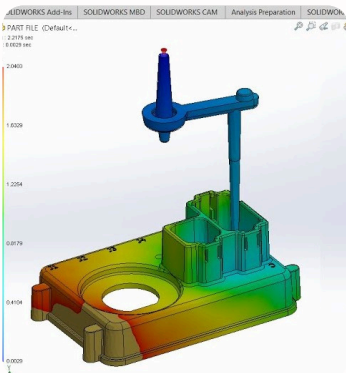 SOLIDWORKS Add-Ins SOLIDWORKS MBD SOLIDWORKS CAM Analysis Preparation SOLIDWOR
PART FILE (Default<...
: 2.2175 sec
: 0.0029 sec
2.0460
1.6329
1.2254
0.8179
0.4104
0.0029
Y